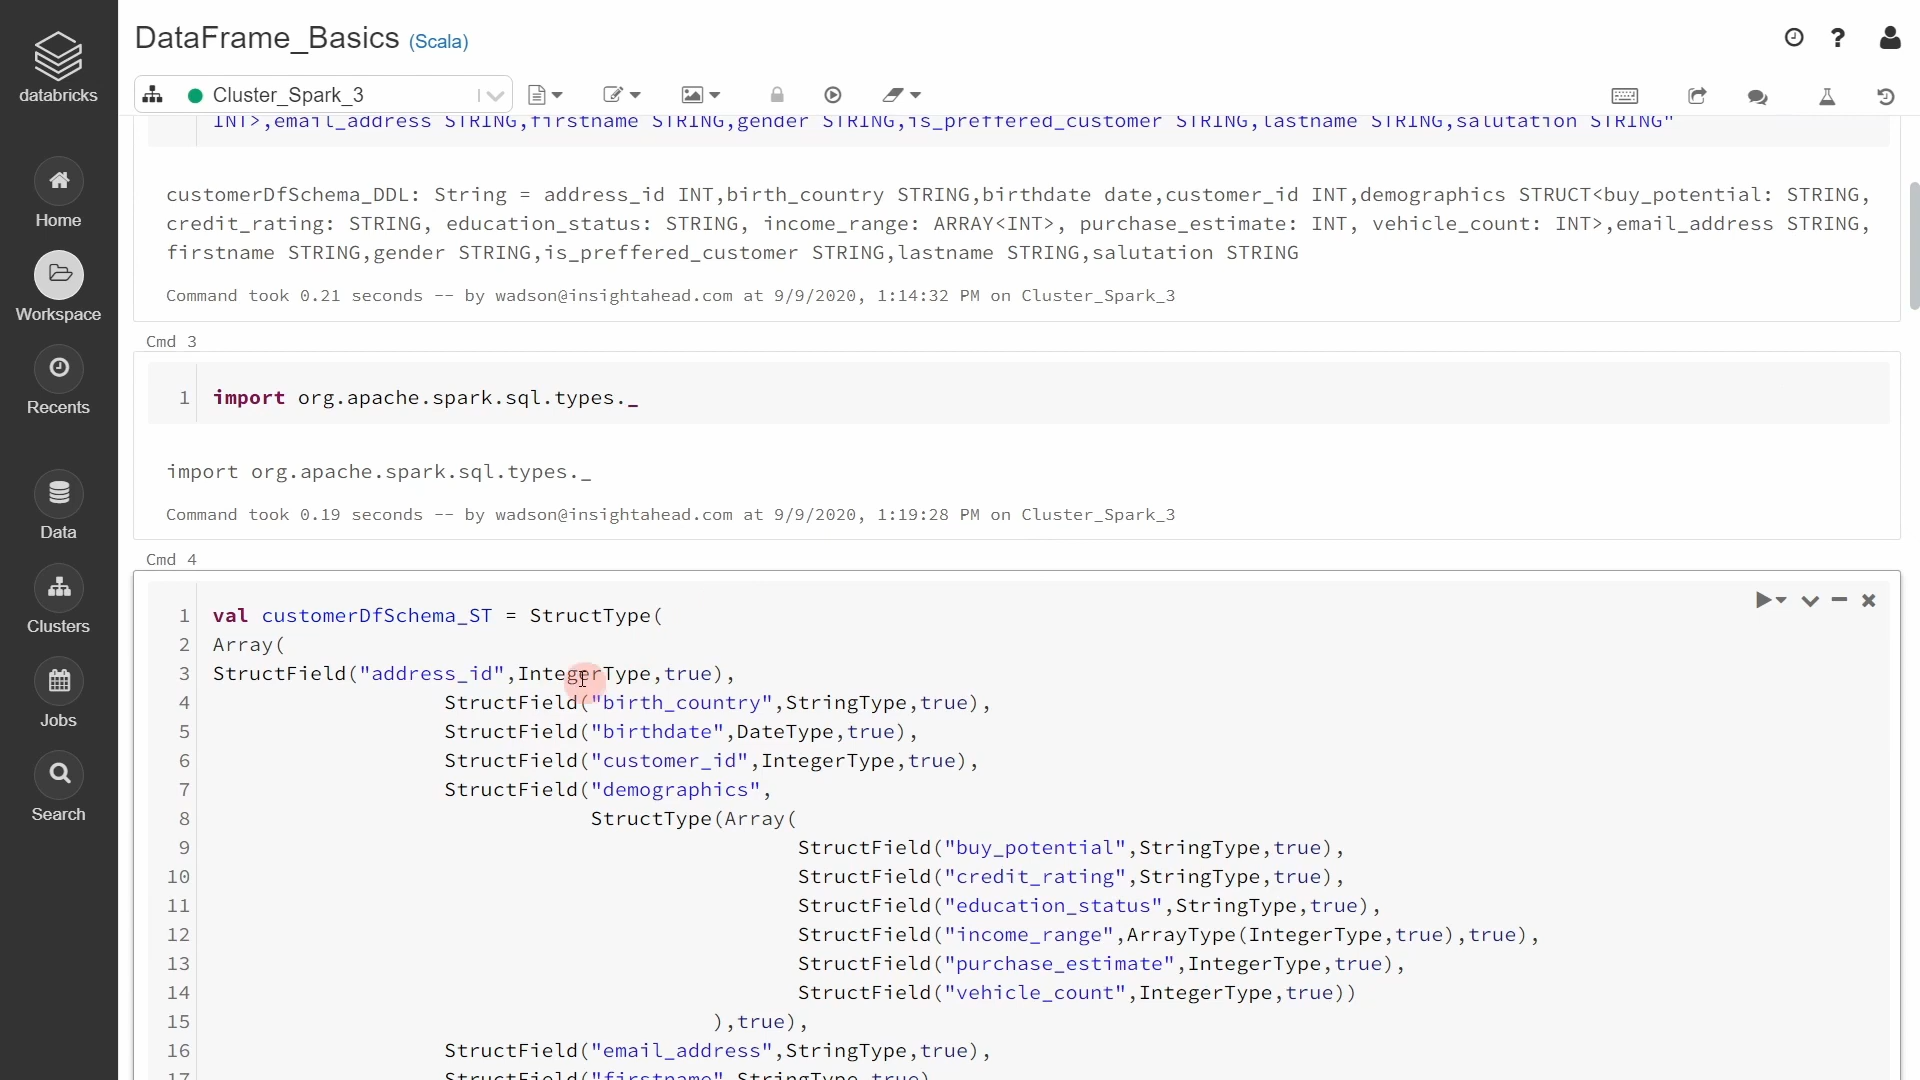 DataFrame_Basics (Scala)
databricks
Cluster_Spark_3
INT>,email_address STRING,firstname STRING,gender STRING,is_preffered_customer STRING,lastname STRING,salutation STRING"
customerDfSchema_DDL: String = address_id INT,birth_country STRING,birthdate date,customer_id INT,demographics STRUCT<buy_potential: STRING,
credit_rating: STRING, education_status: STRING, income_range: ARRAY<INT>, purchase_estimate: INT, vehicle_count: INT>,email_address STRING,
firstname STRING,gender STRING,is_preffered_customer STRING,lastname STRING,salutation STRING
Command took 0.21 seconds -- by wadson@insightahead.com at 9/9/2020, 1:14:32 PM on Cluster_Spark_3
Home
Workspace
Recents
Data
Clusters
Jobs
Search
Cmd 3
1 import org.apache.spark.sql.types._
import org.apache.spark.sql.types._
Command took 0.19 seconds -- by wadson@insightahead.com at 9/9/2020, 1:19:28 PM on Cluster_Spark_3
Cmd 4
1 val customerDfSchema_ST = StructType(
2 Array(
3 StructField("address_id",IntegerType,true),
4 StructField("birth_country",StringType,true),
5 StructField("birthdate",DateType,true),
6 StructField("customer_id",IntegerType,true),
7 StructField("demographics",
8 StructType(Array(
9 StructField("buy_potential",StringType,true),
10 StructField("credit_rating",StringType,true),
11 StructField("education_status",StringType,true),
12 StructField("income_range",ArrayType(IntegerType,true),true),
13 StructField("purchase_estimate",IntegerType,true),
14 StructField("vehicle_count",IntegerType,true))
15 ),true),
16 StructField("email_address",StringType,true),
17 StructField("firstname",StringType,true),